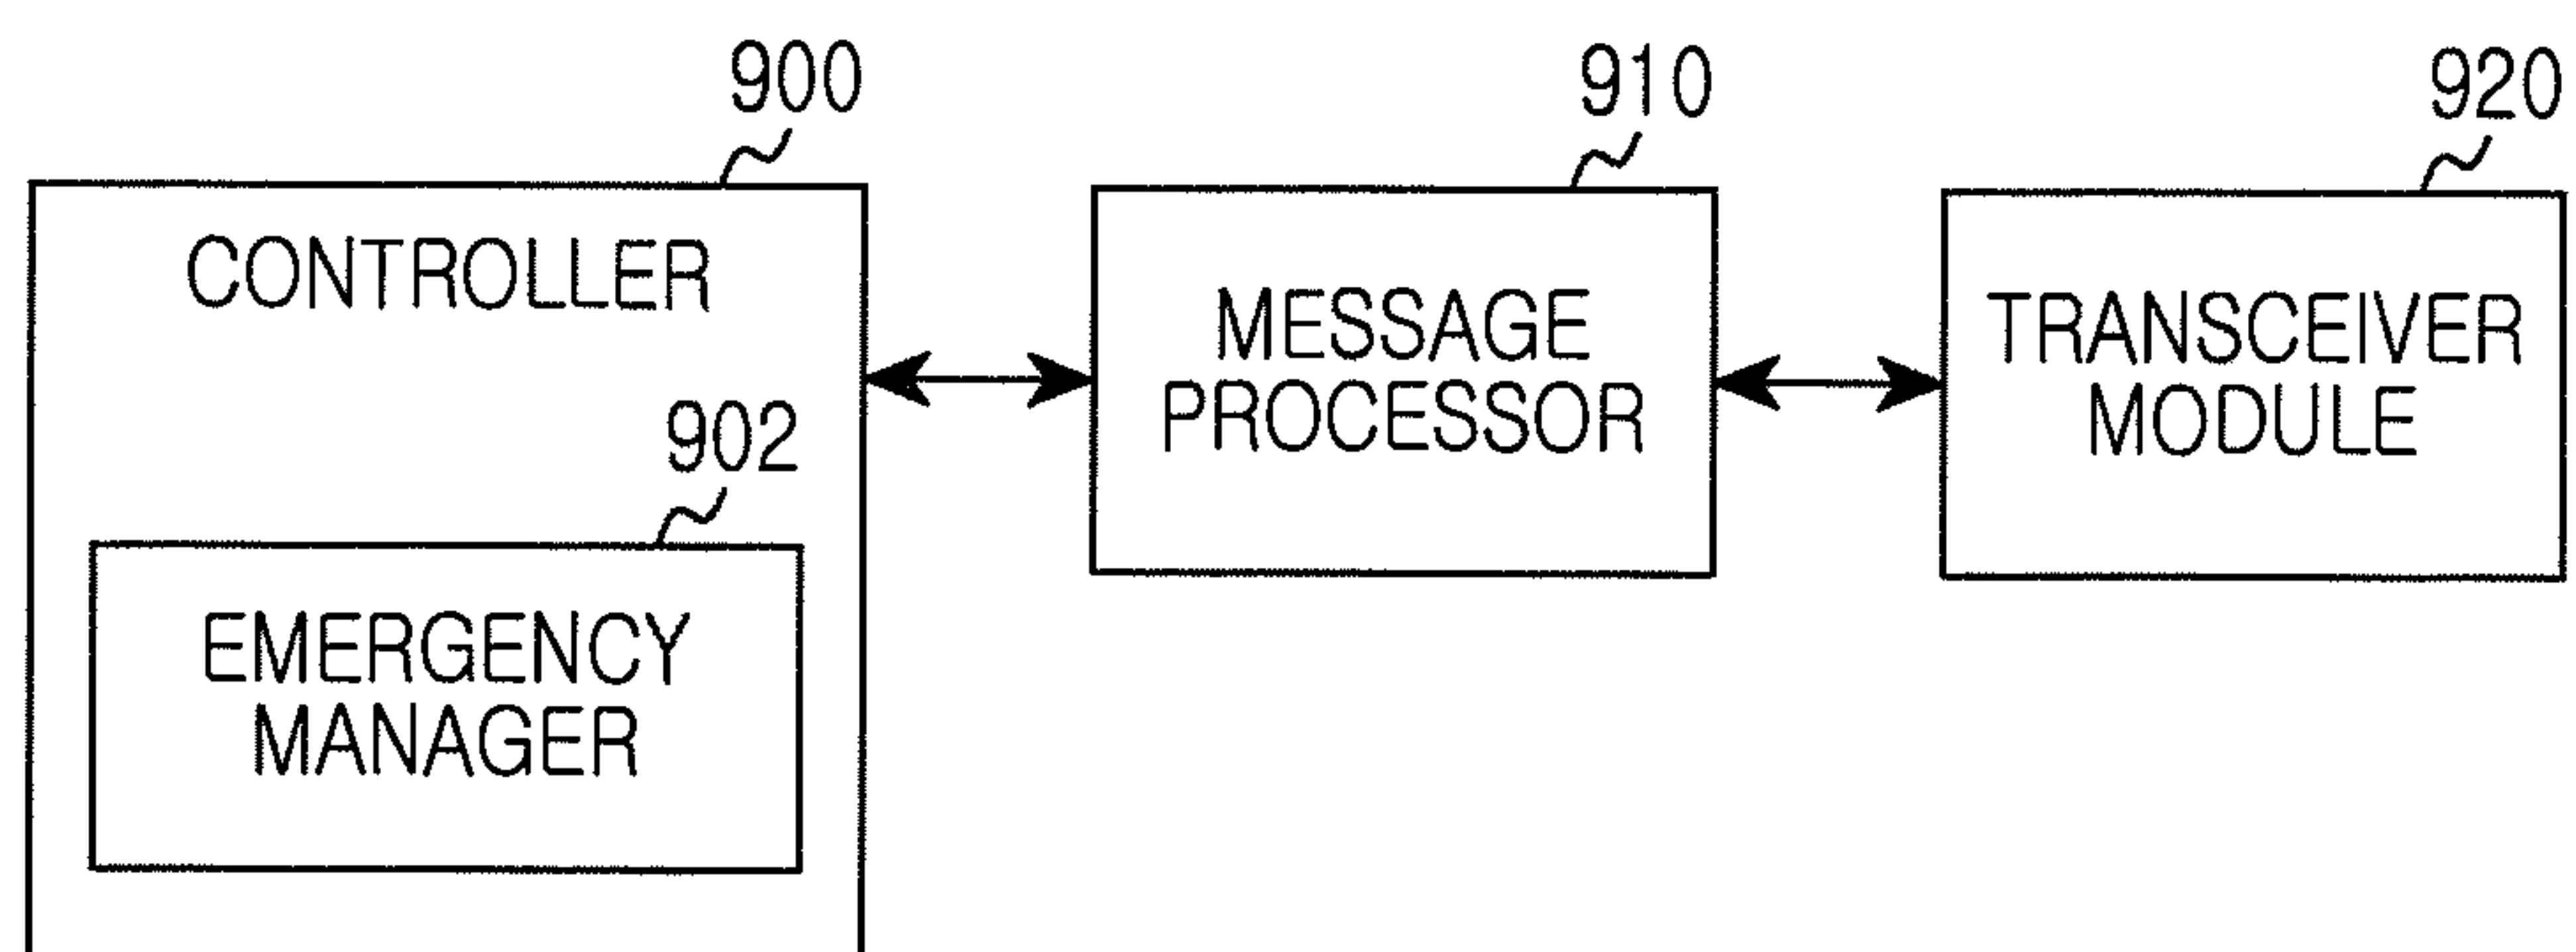 900
910
920
CONTROLLER
MESSAGE
PROCESSOR
TRANSCEIVER
MODULE
902
EMERGENCY
MANAGER